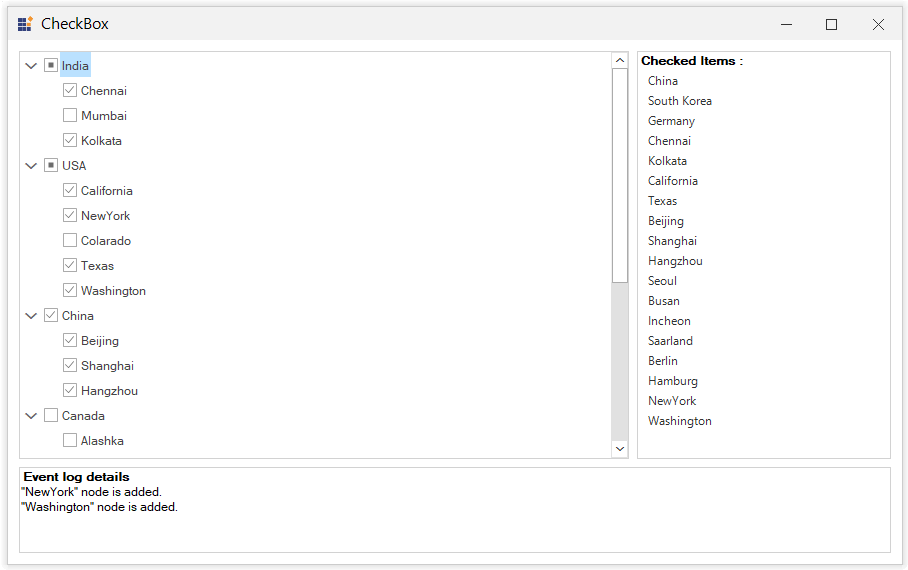 CheckBox
India
Chennai
Mumbai
Kolkata
USA
California
NewYork
Colarado
Texas
Washington
China
Beijing
Shanghai
Hangzhou
Canada
Alashka
Checked Items :
China
South Korea
Germany
Chennai
Kolkata
California
Texas
Beijing
Shanghai
Hangzhou
Seoul
Busan
Incheon
Saarland
Berlin
Hamburg
NewYork
Washington
Event log details
"NewYork" node is added.
"Washington" node is added.